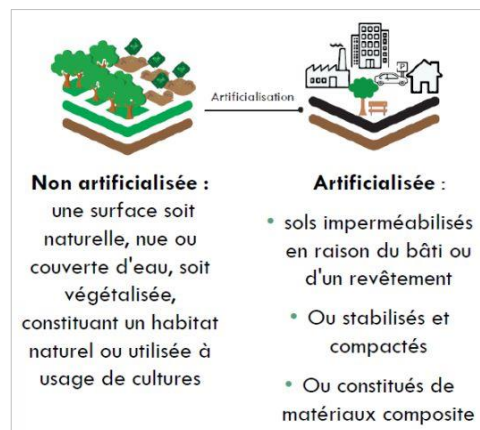 Artificialisation
P
Non artificialisée :
une surface soit
naturelle, nue ou
couverte d'eau, soit
végétalisée,
constituant un habitat
naturel ou utilisée à
usage de cultures
Artificialisée :
• sols imperméabilisés
en raison du bâti ou
d'un revêtement
• Ou stabilisés et
compactés
• Ou constitués de
matériaux composite